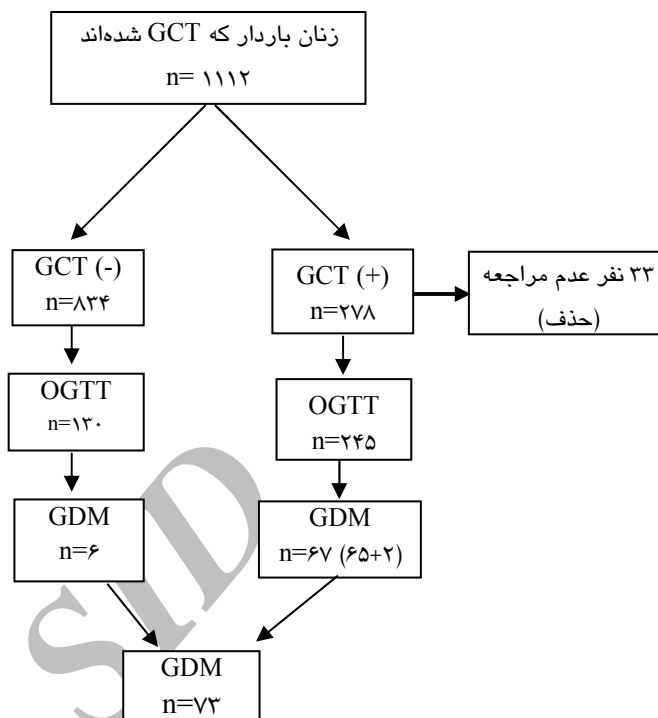 زنان باردار که GCT شده‌اند
n= ۱۱۱۲
GCT (-)
n=۸۳۴
GCT (+)
n=۲۷۸
۳۳ نفر عدم مراجعه
(حذف)
OGTT
n=۱۳۰
OGTT
n=۲۴۵
GDM
n=۶
GDM
n=۶۷ (۶۵+۲)
GDM
n=۷۳
SID